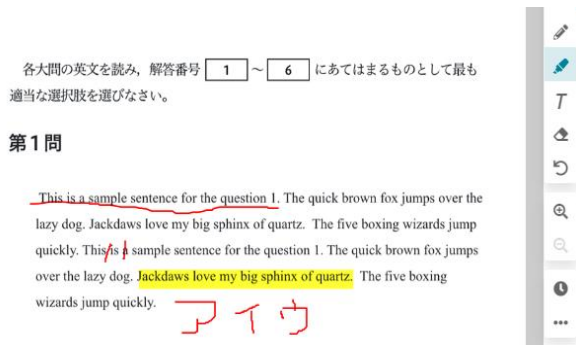 各大問の英文を読み，解答番号 1 ～ 6 にあてはまるものとして最も
適当な選択肢を選びなさい。
第1問
This is a sample sentence for the question 1. The quick brown fox jumps over the
lazy dog. Jackdaws love my big sphinx of quartz. The five boxing wizards jump
quickly. This is a sample sentence for the question 1. The quick brown fox jumps
over the lazy dog. Jackdaws love my big sphinx of quartz. The five boxing
wizards jump quickly.
アイウ
T